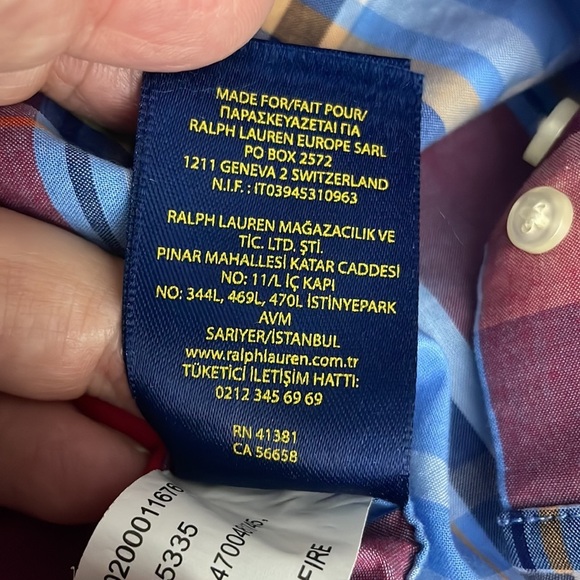 MADE FOR/FAIT POUR/
ΠΑΡΑΣΚΕΥΑΖΕΤΑΙ ΓΙΑ
RALPH LAUREN EUROPE SARL
PO BOX 2572
1211 GENEVA 2 SWITZERLAND
N.I.F. : IT03945310963
RALPH LAUREN MAĞAZACILIK VE
TİC. LTD. ŞTİ.
PINAR MAHALLESİ KATAR CADDESİ
NO: 11/L İÇ KAPI
NO: 344L, 469L, 470L İSTİNYEPARK
AVM
SARIYER/İSTANBUL
www.ralphlauren.com.tr
TÜKETİCİ İLETİŞİM HATTI:
0212 345 69 69
RN 41381
CA 56658
0200011676
5335
FIRE